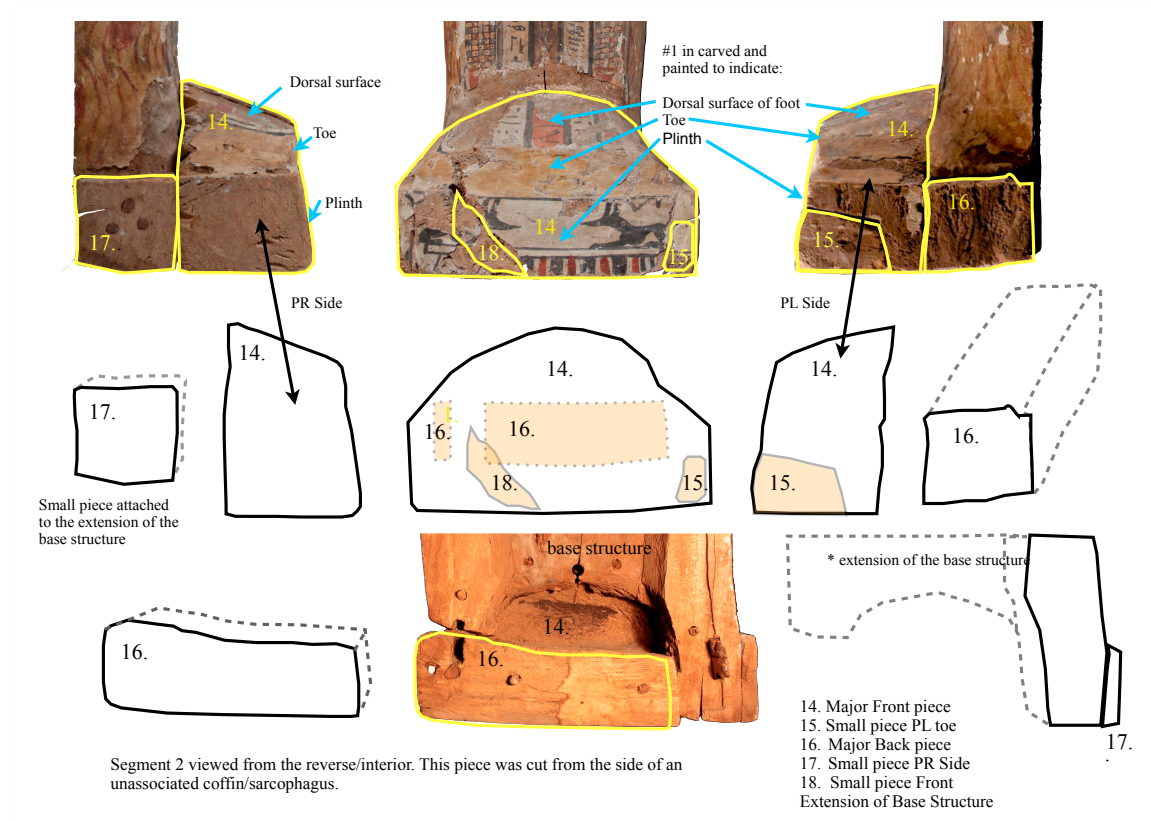 #1 in carved and
painted to indicate:
Dorsal surface
Dorsal surface of foot
14.
14.
Toe
Toe
Plinth
Plinth
16.
14
17.
18.
15.
15.
PR Side
PL Side
14.
14.
14.
17.
16.
16.
16.
18.
15.
15.
Small piece attached
to the extension of the
base structure
base structure
* extension of the base structure
14.
16.
16.
14. Major Front piece
15. Small piece PL toe
16. Major Back piece
17. Small piece PR Side
18. Small piece Front
Extension of Base Structure
17.
.
Segment 2 viewed from the reverse/interior. This piece was cut from the side of an
unassociated coffin/sarcophagus.